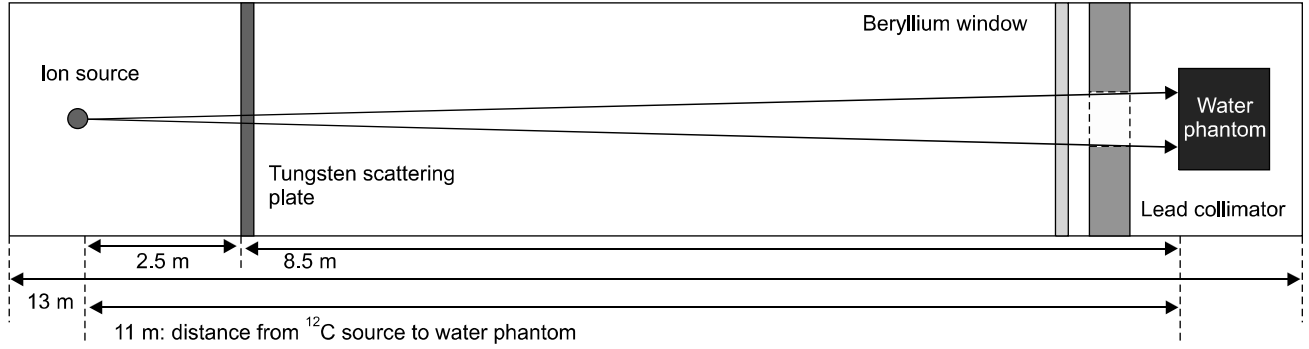 Beryllium window
Ion source
Water
phantom
Tungsten scattering
plate
Lead collimator
2.5 m
8.5 m
13 m
11 m: distance from ¹²C source to water phantom